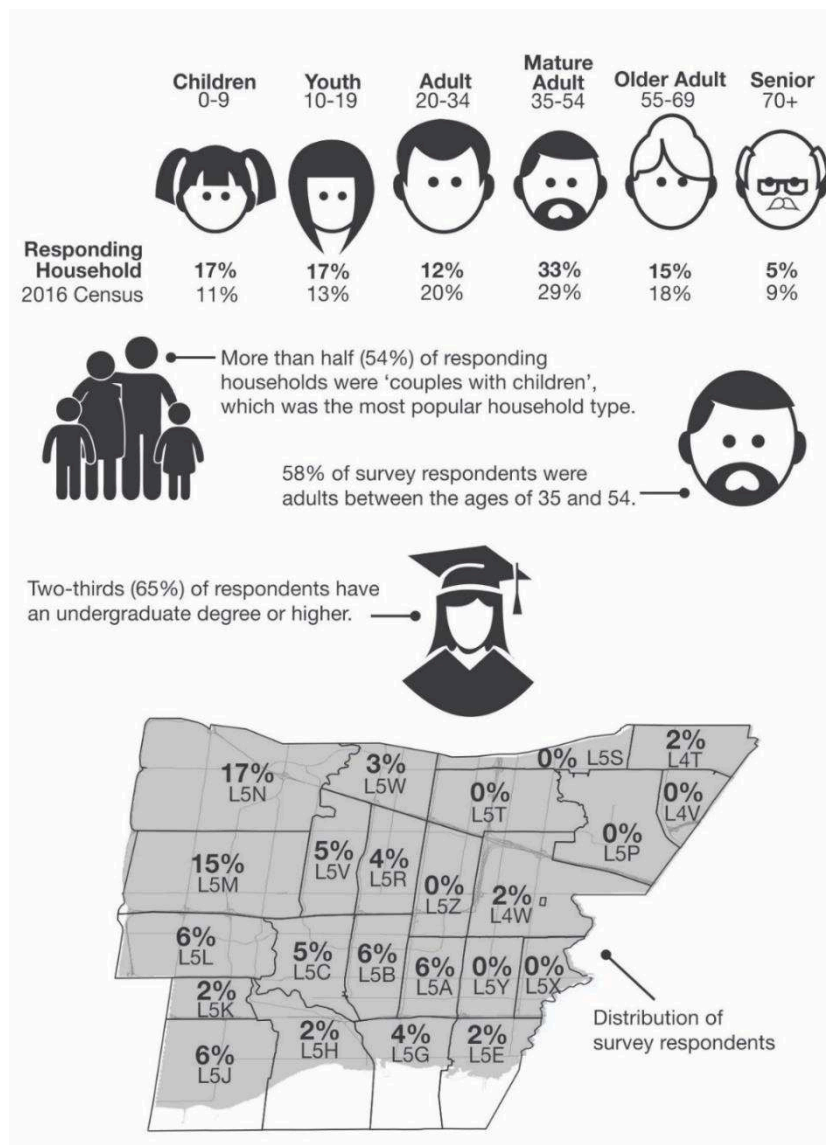 Children
0-9
Youth
10-19
Adult
20-34
Mature
Adult
35-54
Older Adult
55-69
Senior
70+
Responding
Household
17%
17%
12%
33%
15%
5%
2016 Census
11%
13%
20%
29%
18%
9%
More than half (54%) of responding
households were ‘couples with children’,
which was the most popular household type.
58% of survey respondents were
adults between the ages of 35 and 54.
Two-thirds (65%) of respondents have
an undergraduate degree or higher.
17%
L5N
3%
L5W
0% L5S
2%
L4T
0%
L5T
0%
L4V
0%
L5P
15%
L5M
5%
L5V
4%
L5R
0%
L5Z
2%
L4W
6%
L5L
5%
L5C
6%
L5B
6%
L5A
0%
L5Y
0%
L5X
2%
L5K
6%
L5J
2%
L5H
4%
L5G
2%
L5E
Distribution of
survey respondents